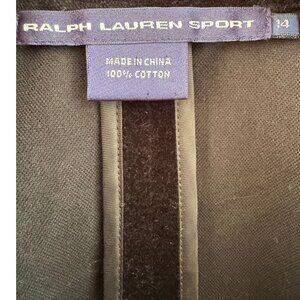 RALPH LAUREN SPORT 14
MADE IN CHINA
100% COTTON